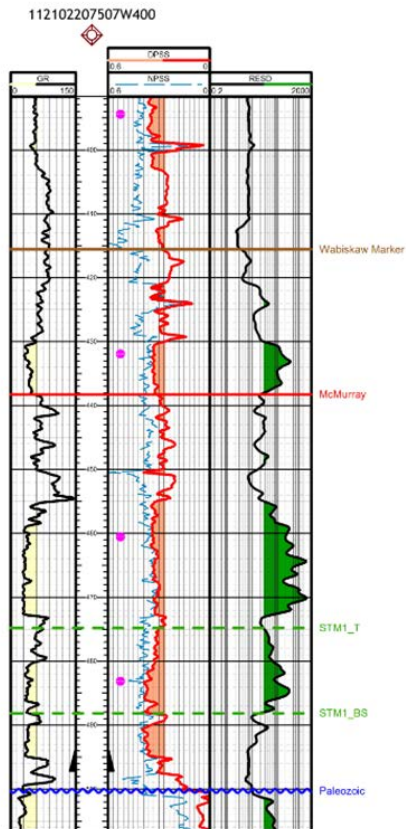 112102207507W400
DPSS
0.6 0
GR NPSS RESD
0 150 0.6 0 0.2 2000
400
410
Wabiskaw Marker
420
430
McMurray
440
450
460
470
STM1_T
480
STM1_BS
490
Paleozoic